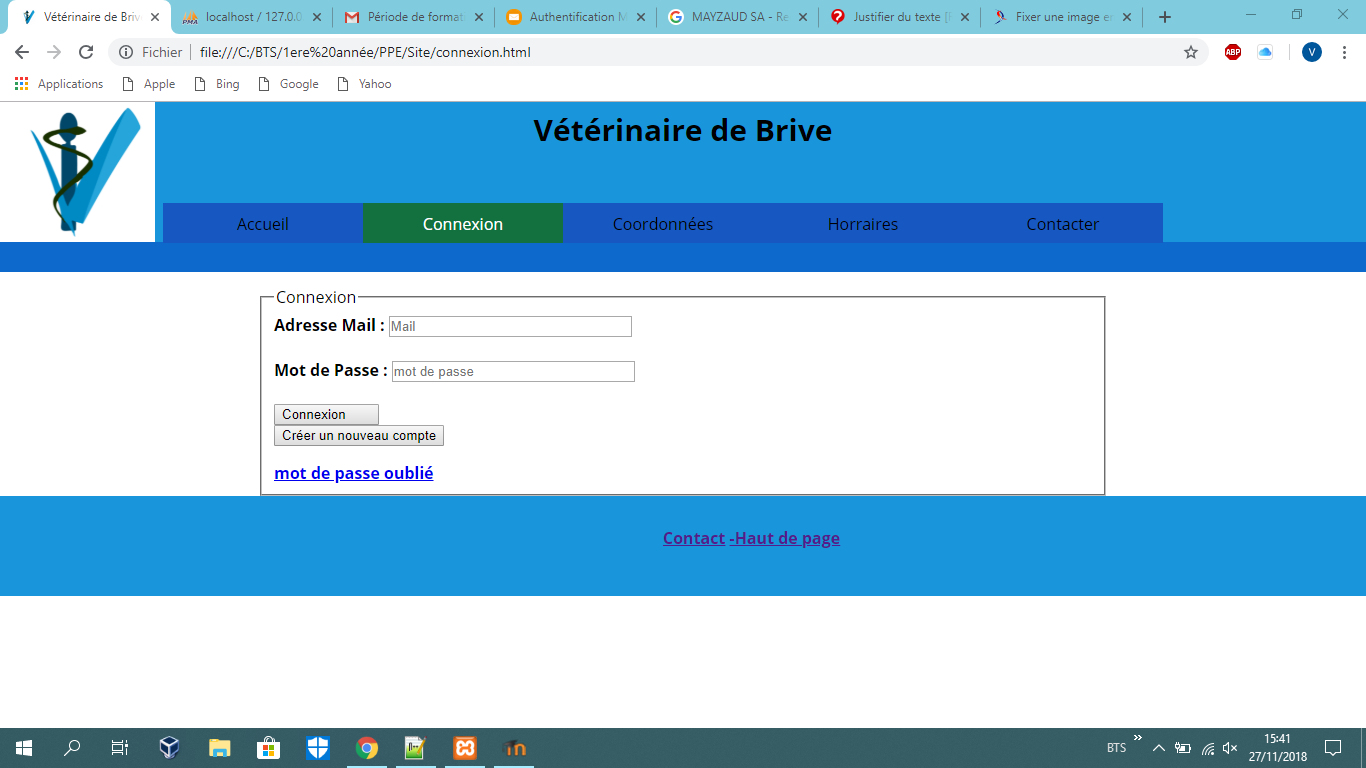 Vétérinaire de Briv
localhost / 127.0.0
Période de format
Authentification M
MAYZAUD SA - Re
Justifier du texte [
Fixer une image e
Fichier file:///C:/BTS/1ere%20année/PPE/Site/connexion.html
ABP
V
Applications Apple Bing Google Yahoo
Vétérinaire de Brive
Accueil Connexion Coordonnées Horraires Contacter
Connexion
Adresse Mail : Mail
Mot de Passe : mot de passe
Connexion
Créer un nouveau compte
mot de passe oublié
Contact -Haut de page
BTS
15:41
27/11/2018